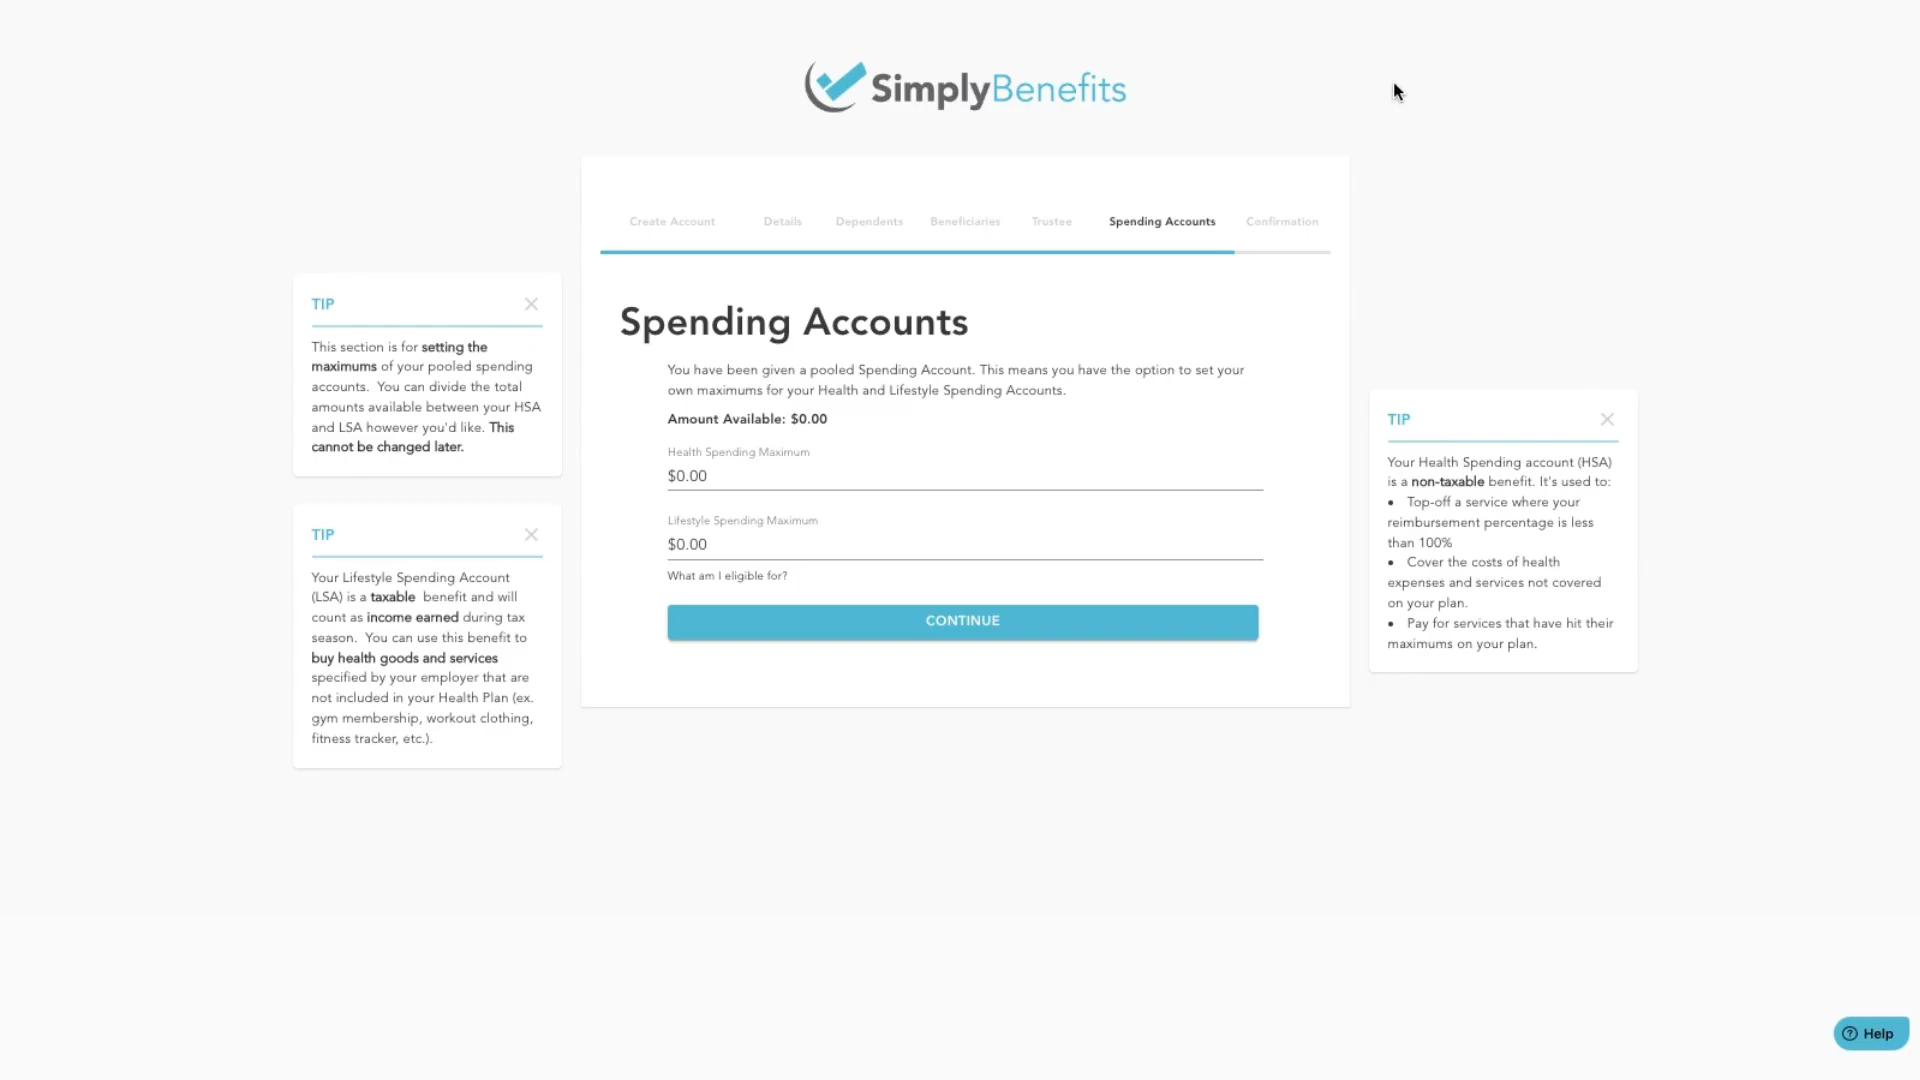 SimplyBenefits
Create Account
Details
Dependents
Beneficiaries
Trustee
Spending Accounts
Confirmation
TIP
This section is for setting the
maximums of your pooled spending
accounts.  You can divide the total
amounts available between your HSA
and LSA however you'd like. This
cannot be changed later.
TIP
Your Lifestyle Spending Account
(LSA) is a taxable  benefit and will
count as income earned during tax
season.  You can use this benefit to
buy health goods and services
specified by your employer that are
not included in your Health Plan (ex.
gym membership, workout clothing,
fitness tracker, etc.).
Spending Accounts
You have been given a pooled Spending Account. This means you have the option to set your
own maximums for your Health and Lifestyle Spending Accounts.
Amount Available: $0.00
Health Spending Maximum
$0.00
Lifestyle Spending Maximum
$0.00
What am I eligible for?
CONTINUE
TIP
Your Health Spending account (HSA)
is a non-taxable benefit. It's used to:
• Top-off a service where your
reimbursement percentage is less
than 100%
• Cover the costs of health
expenses and services not covered
on your plan.
• Pay for services that have hit their
maximums on your plan.
Help